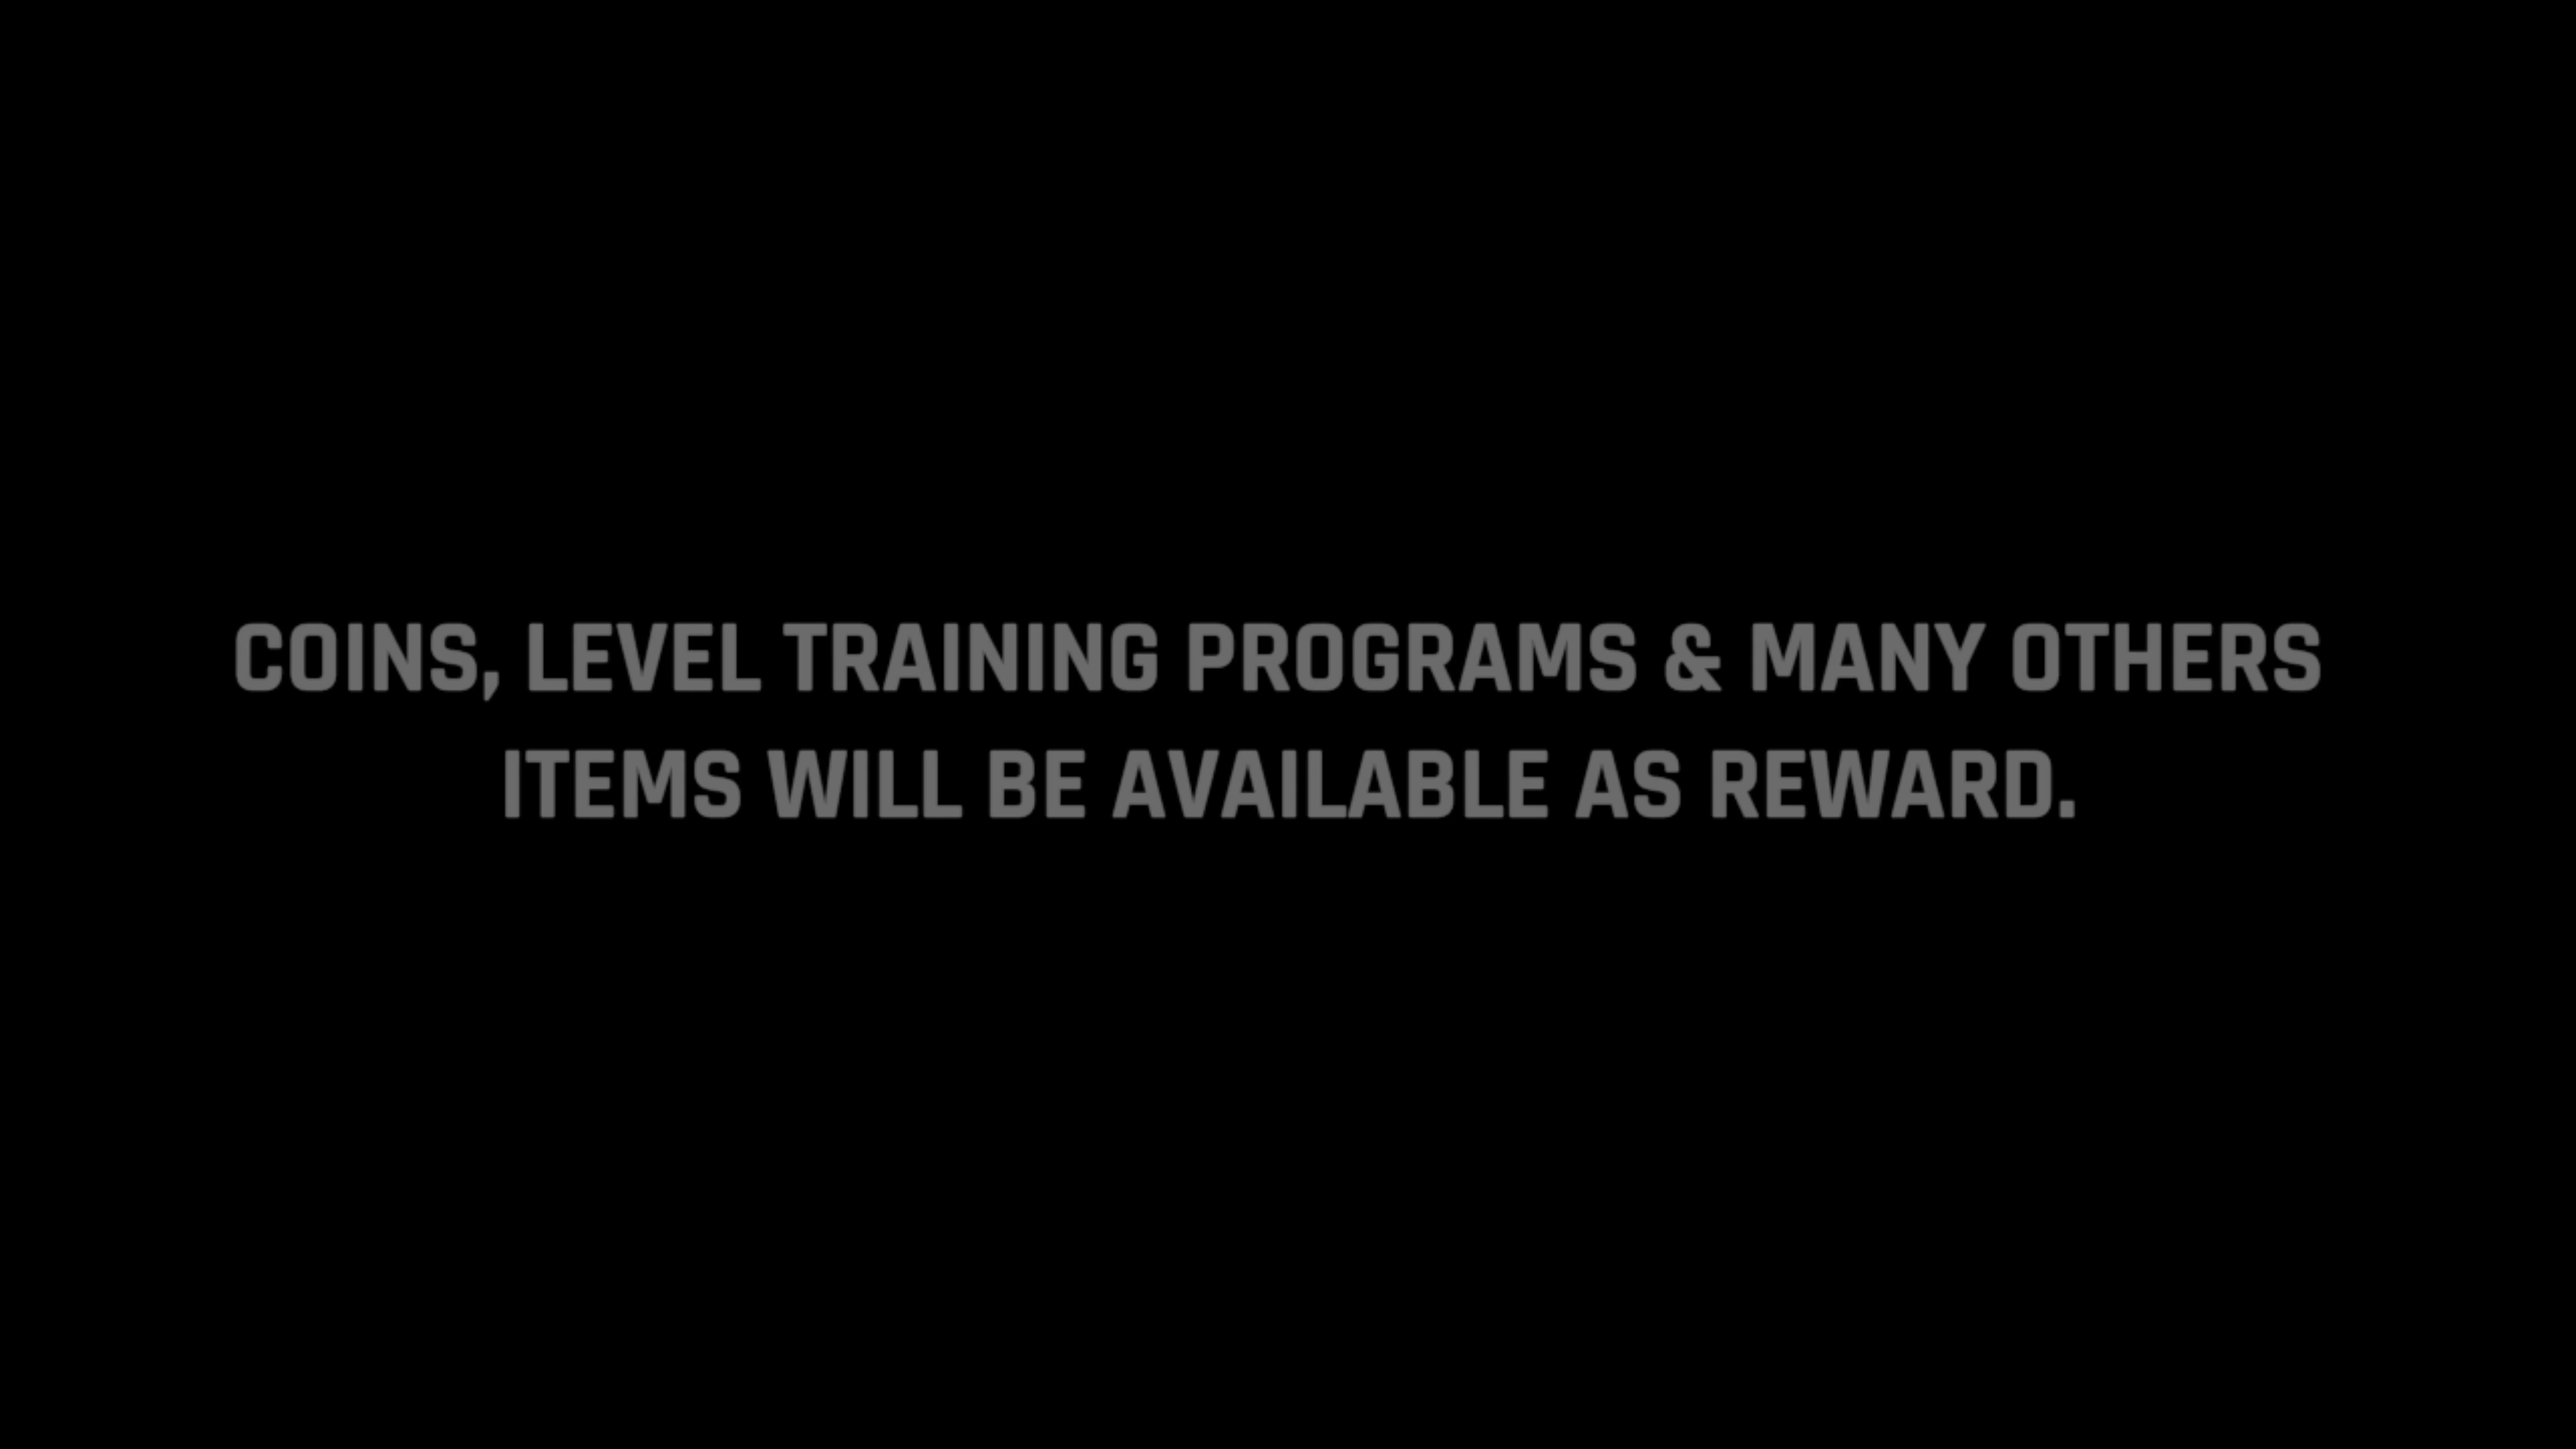 COINS, LEVEL TRAINING PROGRAMS & MANY OTHERS
ITEMS WILL BE AVAILABLE AS REWARD.